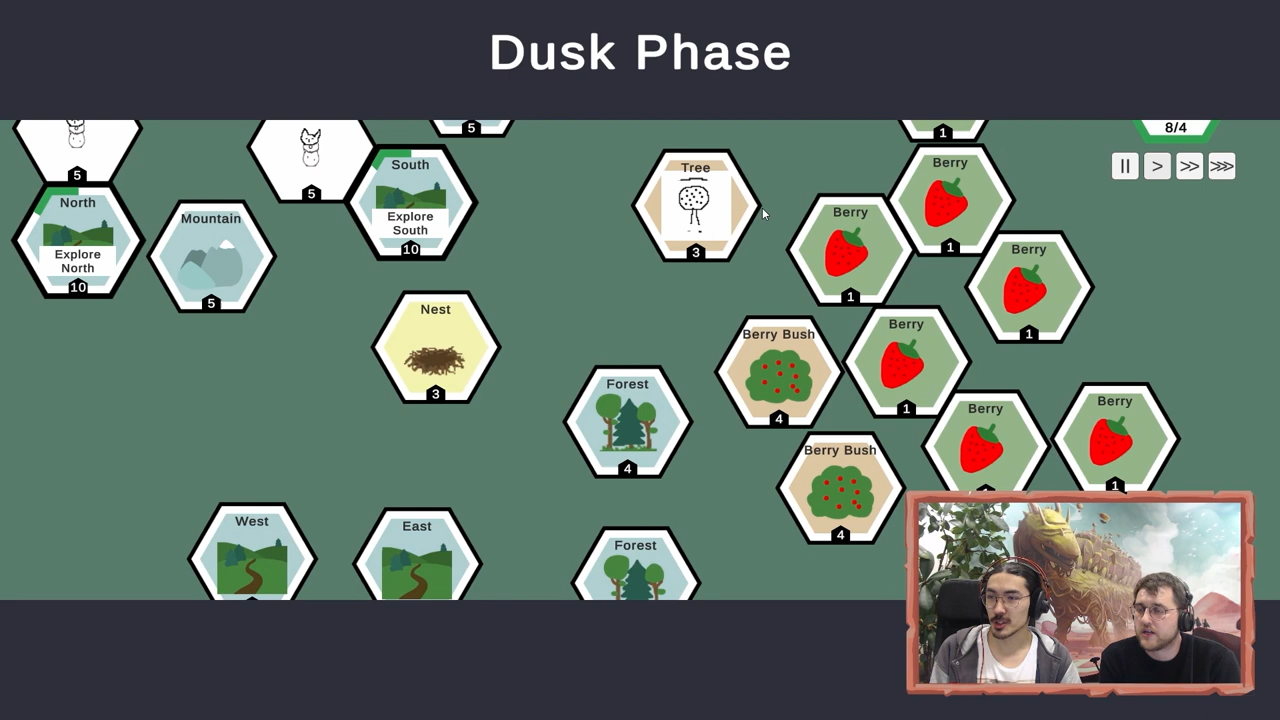 Dusk Phase
5
1
8/4
||
>
>>
>>>
5
North
Explore
North
10
Mountain
5
5
South
Explore
South
10
Tree
3
Berry
1
Berry
1
Berry
1
Nest
3
Forest
4
Berry Bush
4
Berry
1
Berry
Berry
1
Berry Bush
4
West
East
Forest